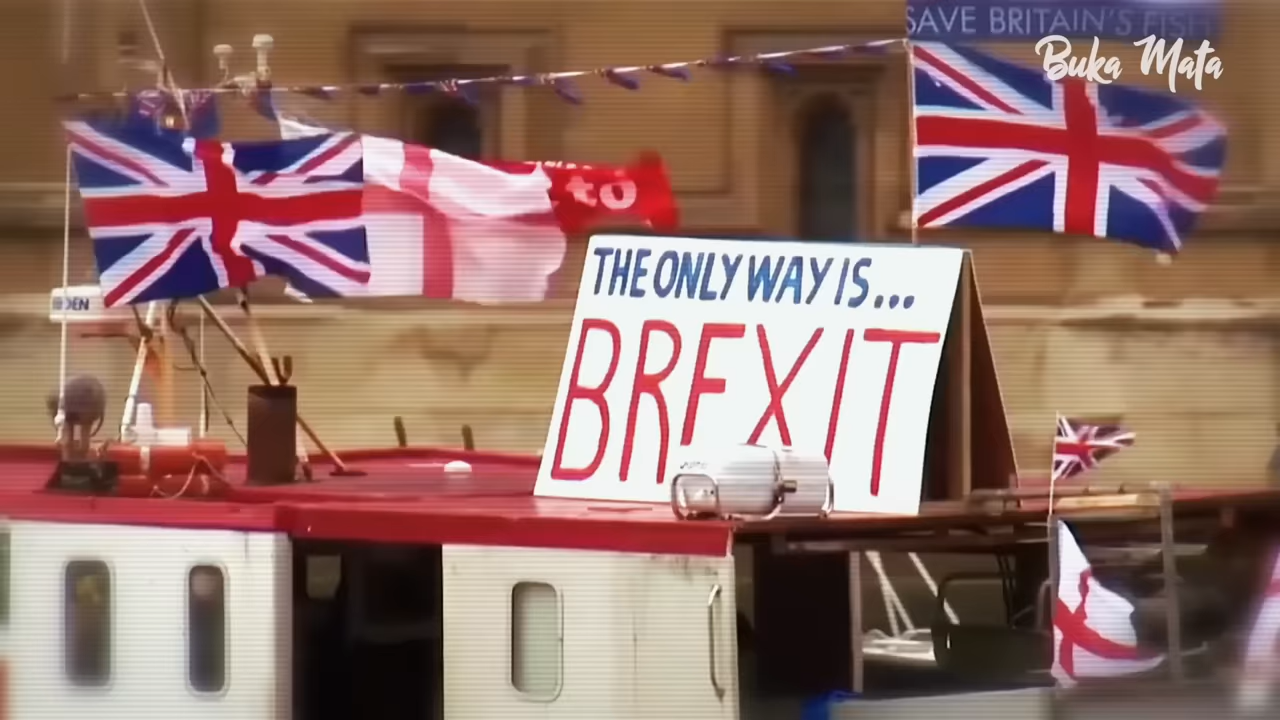 SAVE BRITAIN'S FISH
Buka Mata
to
THE ONLY WAY IS...
BREXIT